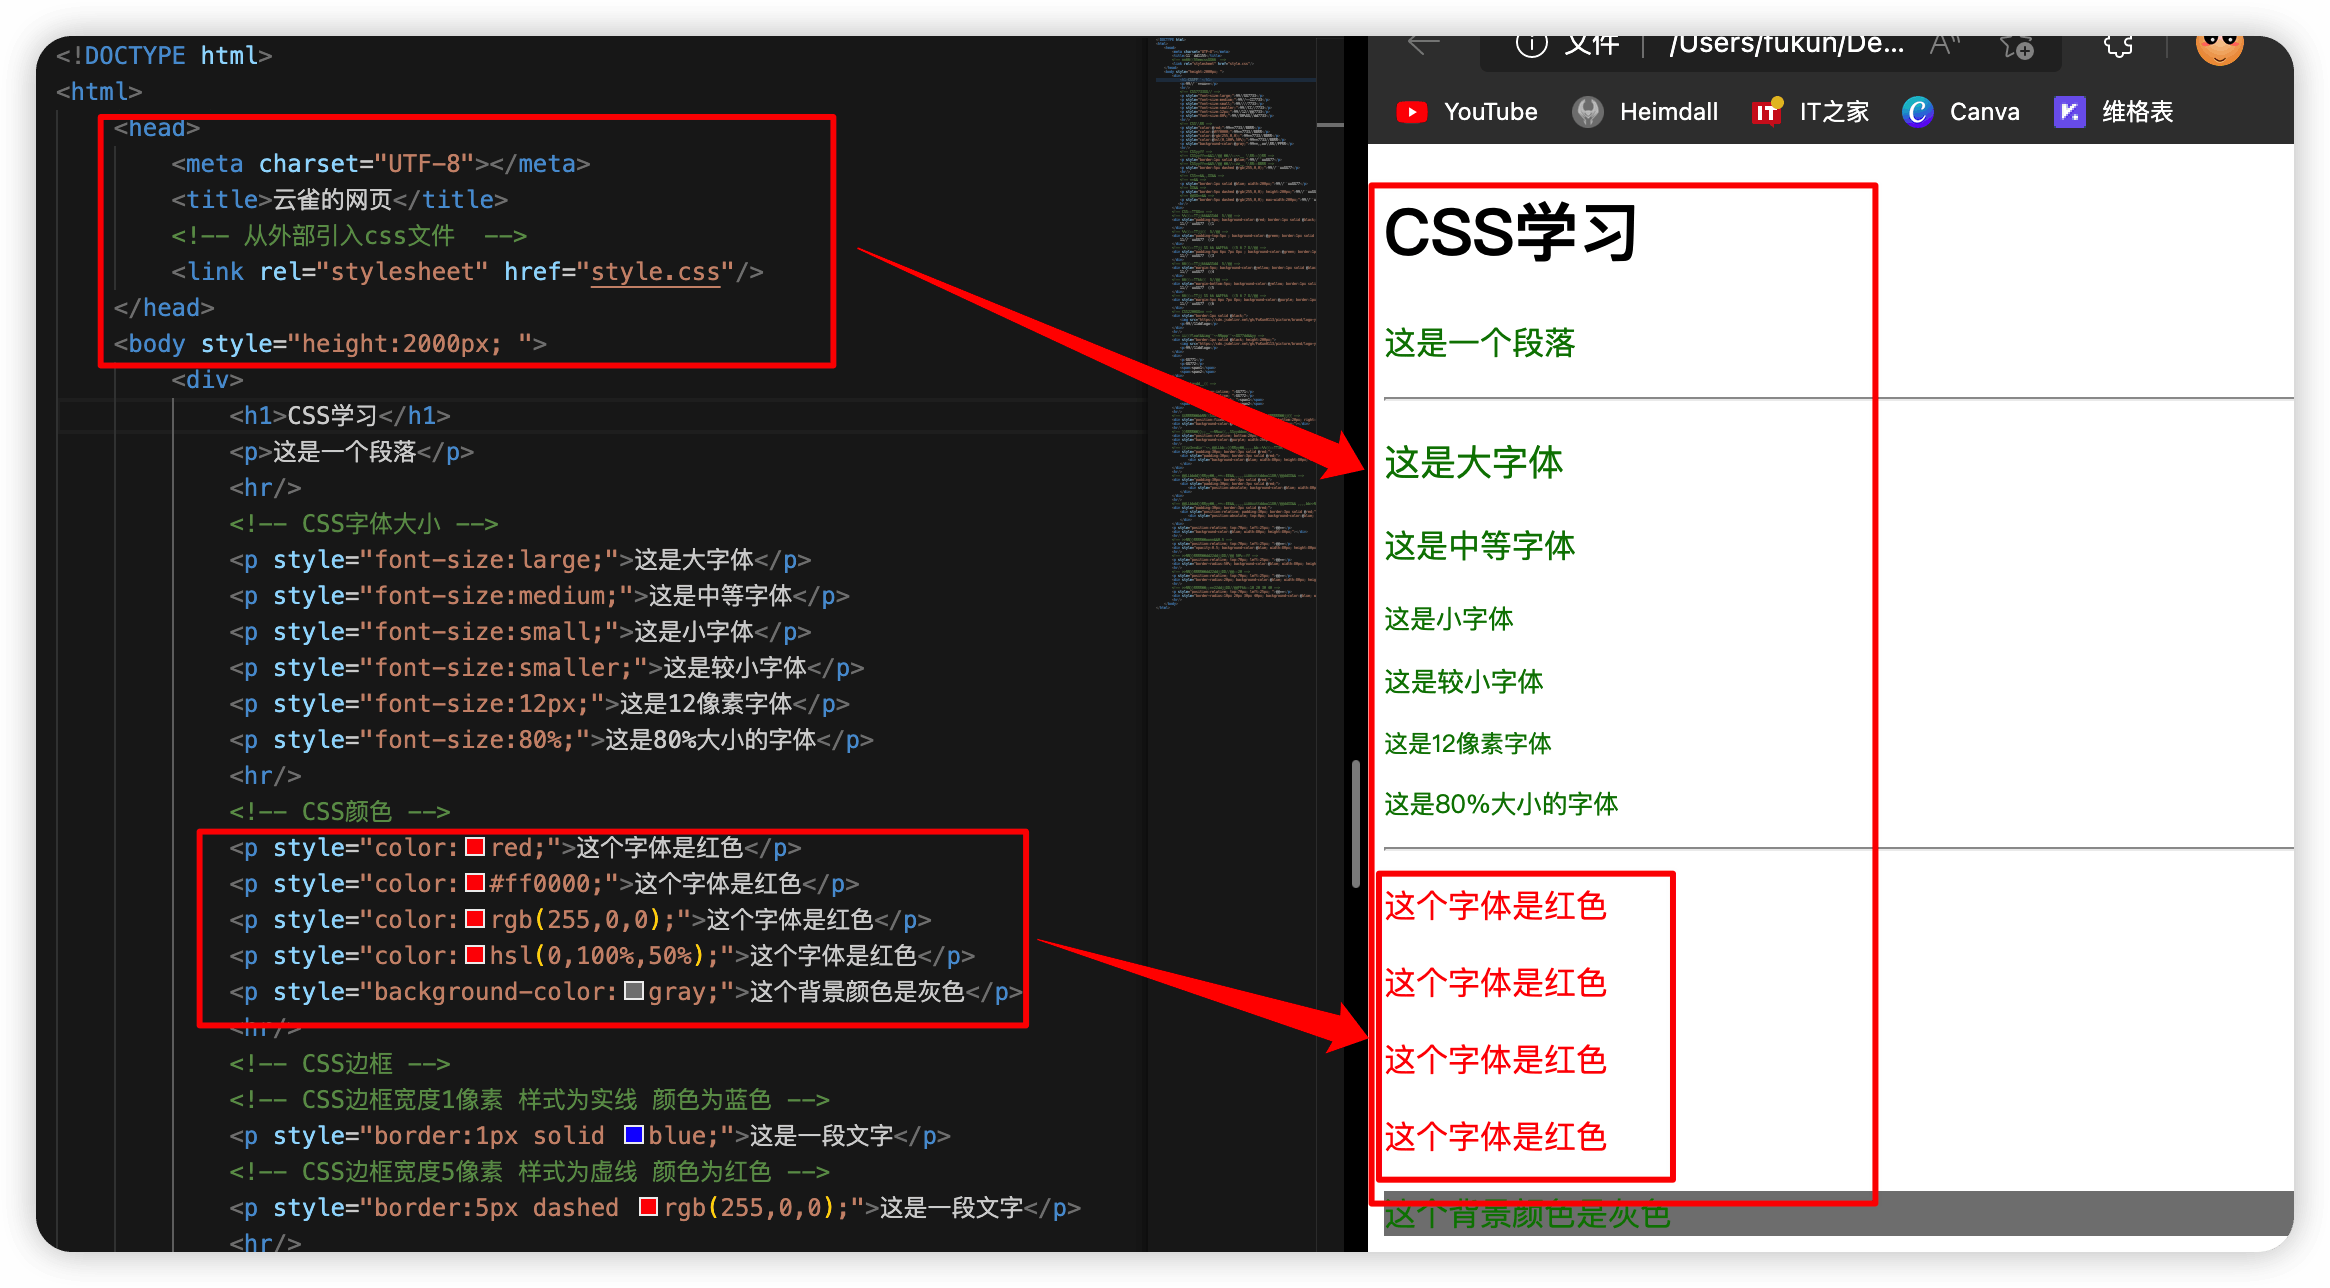 <!DOCTYPE html>
<html>
<head>
<meta charset="UTF-8"></meta>
<title>云雀的网页</title>
<!-- 从外部引入css文件  -->
<link rel="stylesheet" href="style.css"/>
</head>
<body style="height:2000px; ">
<div>
<h1>CSS学习</h1>
<p>这是一个段落</p>
<hr/>
<!-- CSS字体大小 -->
<p style="font-size:large;">这是大字体</p>
<p style="font-size:medium;">这是中等字体</p>
<p style="font-size:small;">这是小字体</p>
<p style="font-size:smaller;">这是较小字体</p>
<p style="font-size:12px;">这是12像素字体</p>
<p style="font-size:80%;">这是80%大小的字体</p>
<hr/>
<!-- CSS颜色 -->
<p style="color:red;">这个字体是红色</p>
<p style="color:#ff0000;">这个字体是红色</p>
<p style="color:rgb(255,0,0);">这个字体是红色</p>
<p style="color:hsl(0,100%,50%);">这个字体是红色</p>
<p style="background-color:gray;">这个背景颜色是灰色</p>
<hr/>
<!-- CSS边框 -->
<!-- CSS边框宽度1像素 样式为实线 颜色为蓝色 -->
<p style="border:1px solid blue;">这是一段文字</p>
<!-- CSS边框宽度5像素 样式为虚线 颜色为红色 -->
<p style="border:5px dashed rgb(255,0,0);">这是一段文字</p>
<hr/>
文件 | /Users/fukun/De...
YouTube Heimdall IT之家 Canva 维格表
CSS学习
这是一个段落
这是大字体
这是中等字体
这是小字体
这是较小字体
这是12像素字体
这是80%大小的字体
这个字体是红色
这个字体是红色
这个字体是红色
这个字体是红色
这个背景颜色是灰色